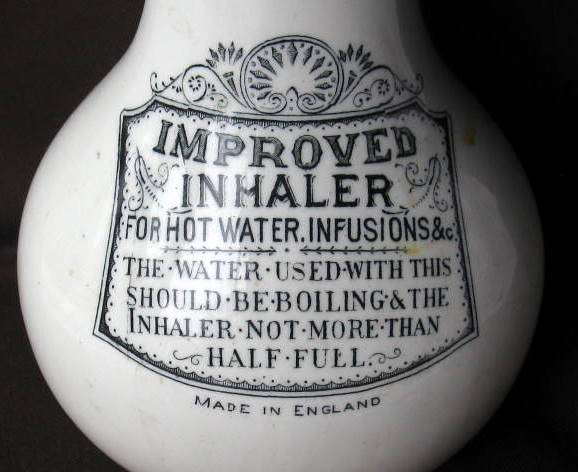 IMPROVED
INHALER
FOR HOT WATER. INFUSIONS &c
THE·WATER·USED·WITH THIS
SHOULD·BE·BOILING·&·THE
INHALER·NOT·MORE·THAN
HALF·FULL
MADE IN ENGLAND